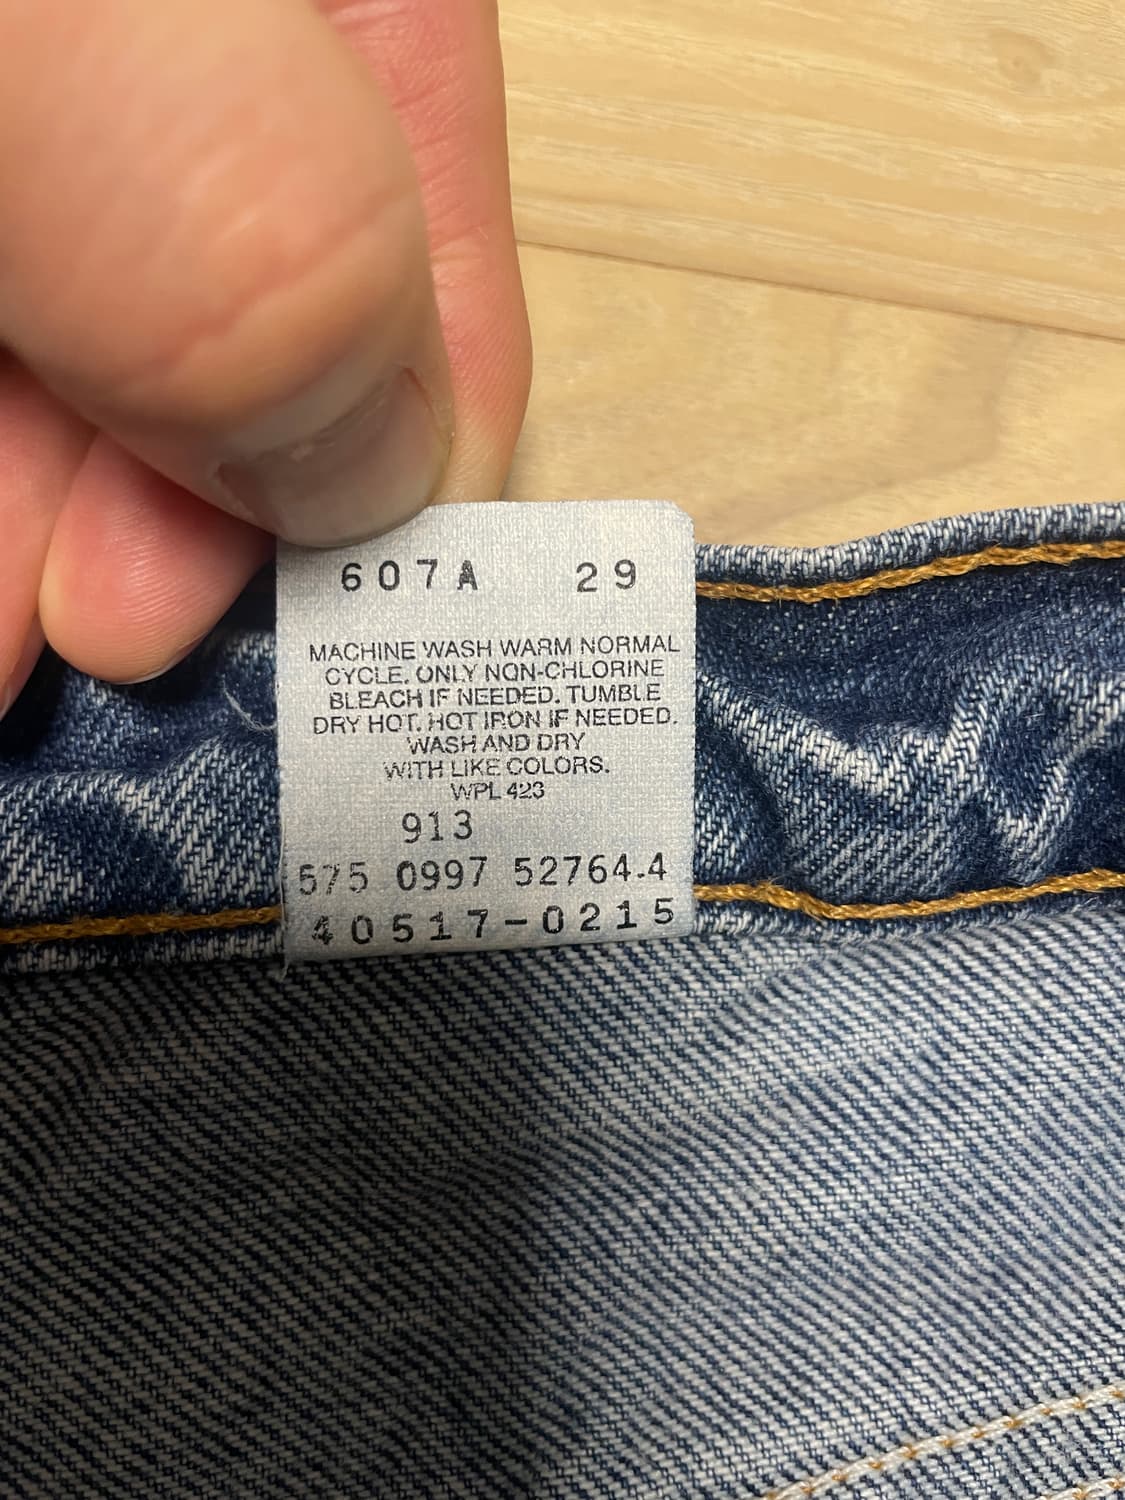 607A 29
MACHINE WASH WARM NORMAL
CYCLE. ONLY NON-CHLORINE
BLEACH IF NEEDED. TUMBLE
DRY HOT. HOT IRON IF NEEDED.
WASH AND DRY
WITH LIKE COLORS.
WPL 423
913
575 0997 52764.4
40517-0215